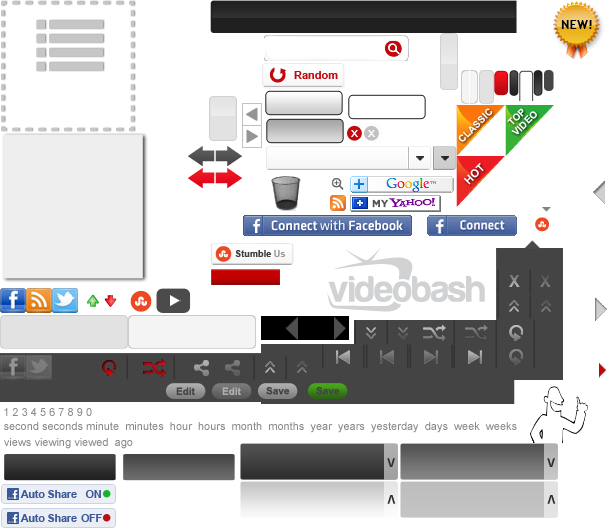 NEW!
Random
CLASSIC
TOP
VIDEO
HOT
X X
Google™
MY YAHOO!
Connect with Facebook
Connect
Stumble Us
videobash
X X
Edit Edit Save Save
1 2 3 4 5 6 7 8 9 0
second seconds minute minutes hour hours month months year years yesterday days week weeks
views viewing viewed ago
V V
Auto Share ON
Λ Λ
Auto Share OFF